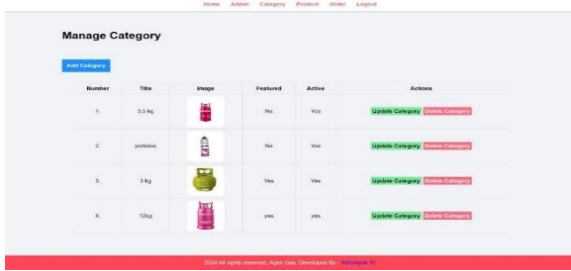 Home Admin Category Product Order Logout
Manage Category
Add Category
Number Title Image Featured Active Actions
1. 5.5 kg No Yes Update Category Delete Category
2. portable No Yes Update Category Delete Category
3. 3 kg Yes Yes Update Category Delete Category
4. 12kg yes yes Update Category Delete Category
2024 All rights reserved, Agen Gas. Developed By